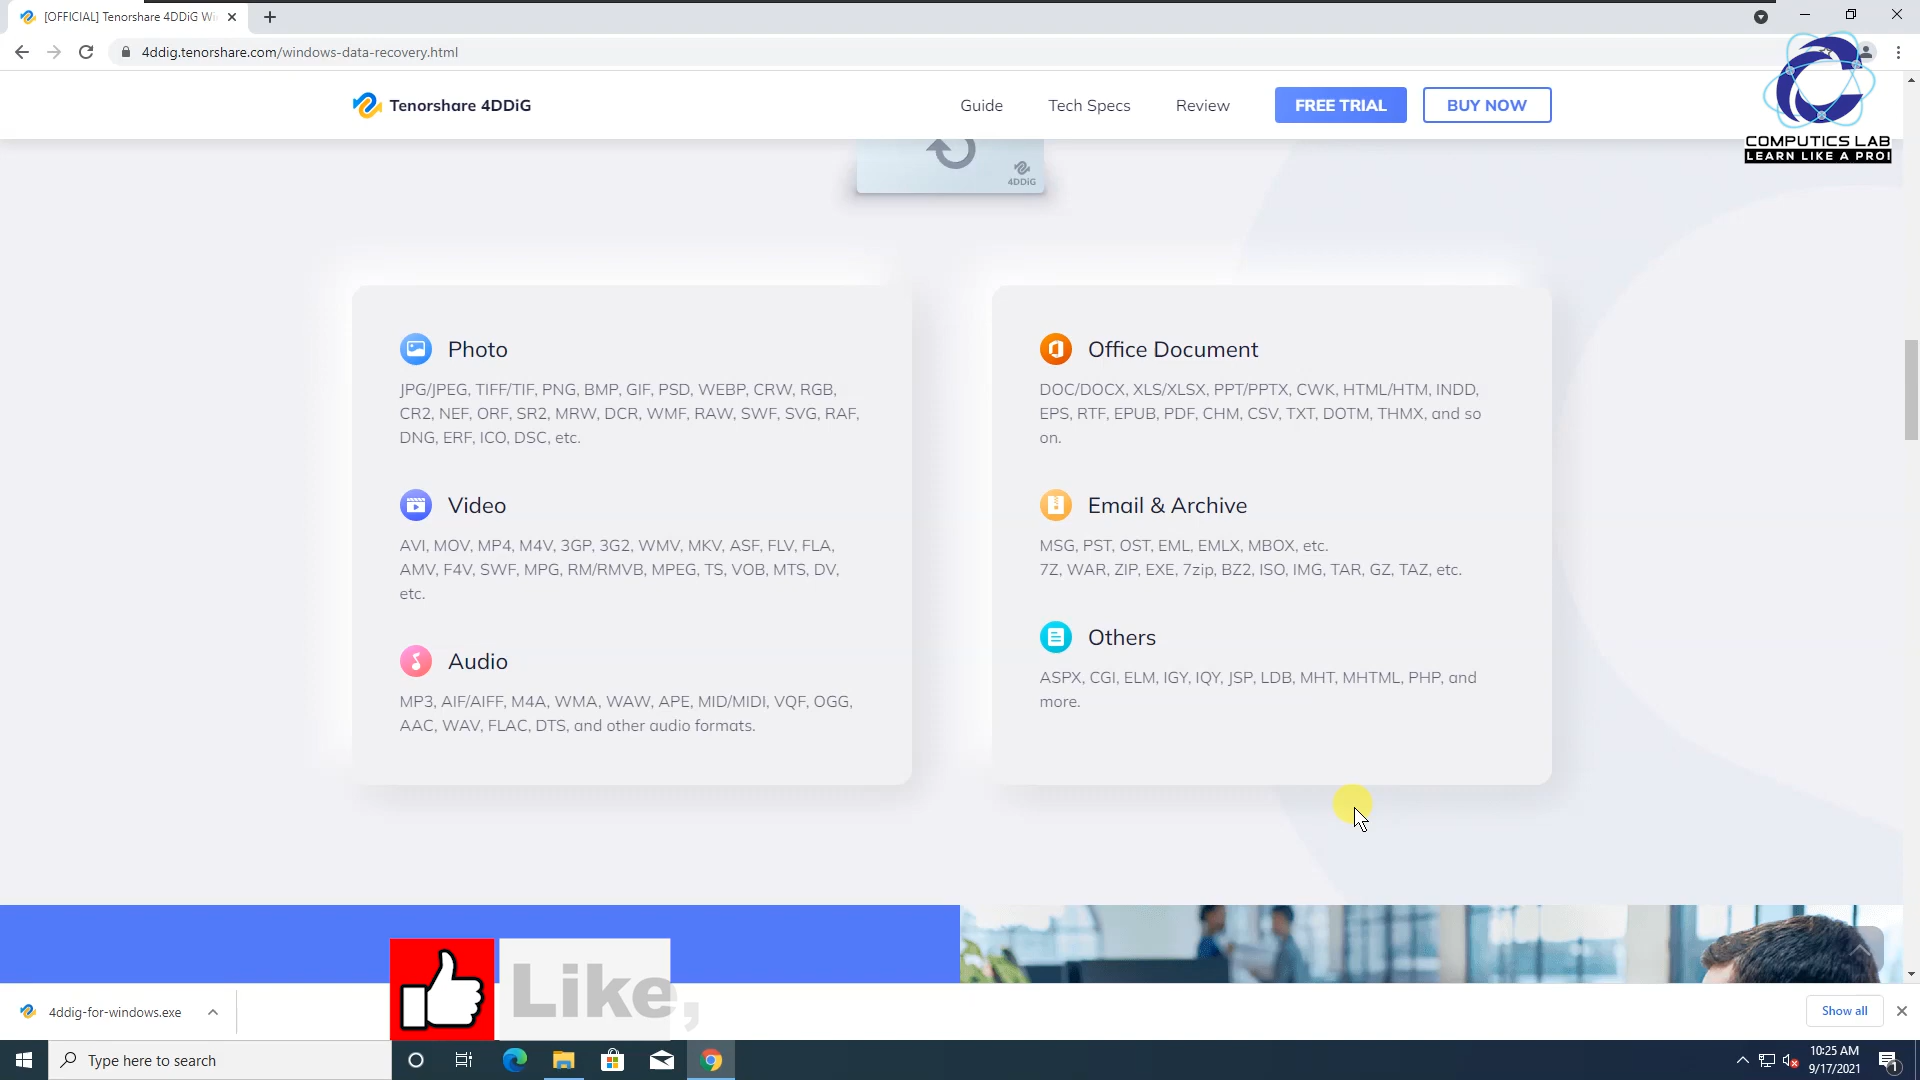 [OFFICIAL] Tenorshare 4DDiG Wi
4ddig.tenorshare.com/windows-data-recovery.html
Tenorshare 4DDiG
Guide
Tech Specs
Review
FREE TRIAL
BUY NOW
COMPUTICS LAB
LEARN LIKE A PRO!
4DDiG
Photo
JPG/JPEG, TIFF/TIF, PNG, BMP, GIF, PSD, WEBP, CRW, RGB,
CR2, NEF, ORF, SR2, MRW, DCR, WMF, RAW, SWF, SVG, RAF,
DNG, ERF, ICO, DSC, etc.
Video
AVI, MOV, MP4, M4V, 3GP, 3G2, WMV, MKV, ASF, FLV, FLA,
AMV, F4V, SWF, MPG, RM/RMVB, MPEG, TS, VOB, MTS, DV,
etc.
Audio
MP3, AIF/AIFF, M4A, WMA, WAW, APE, MID/MIDI, VQF, OGG,
AAC, WAV, FLAC, DTS, and other audio formats.
Office Document
DOC/DOCX, XLS/XLSX, PPT/PPTX, CWK, HTML/HTM, INDD,
EPS, RTF, EPUB, PDF, CHM, CSV, TXT, DOTM, THMX, and so
on.
Email & Archive
MSG, PST, OST, EML, EMLX, MBOX, etc.
7Z, WAR, ZIP, EXE, 7zip, BZ2, ISO, IMG, TAR, GZ, TAZ, etc.
Others
ASPX, CGI, ELM, IGY, IQY, JSP, LDB, MHT, MHTML, PHP, and
more.
Like,
4ddig-for-windows.exe
Show all
Type here to search
10:25 AM
9/17/2021
1